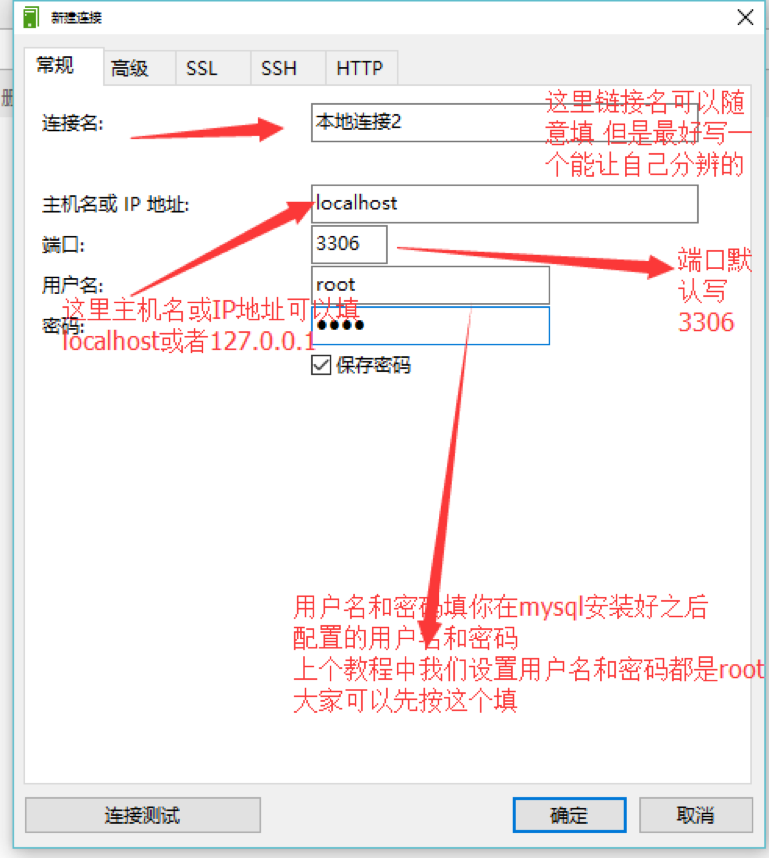 新建连接
常规 高级 SSL SSH HTTP
连接名: 本地连接2
这里链接名可以随
意填 但是最好写一
个能让自己分辨的
主机名或 IP 地址: localhost
端口: 3306
端口默
认写
3306
用户名: root
这里主机名或IP地址可以填
localhost或者127.0.0.1
密码: ●●●●
保存密码
用户名和密码填你在mysql安装好之后
配置的用户名和密码
上个教程中我们设置用户名和密码都是root
大家可以先按这个填
连接测试 确定 取消